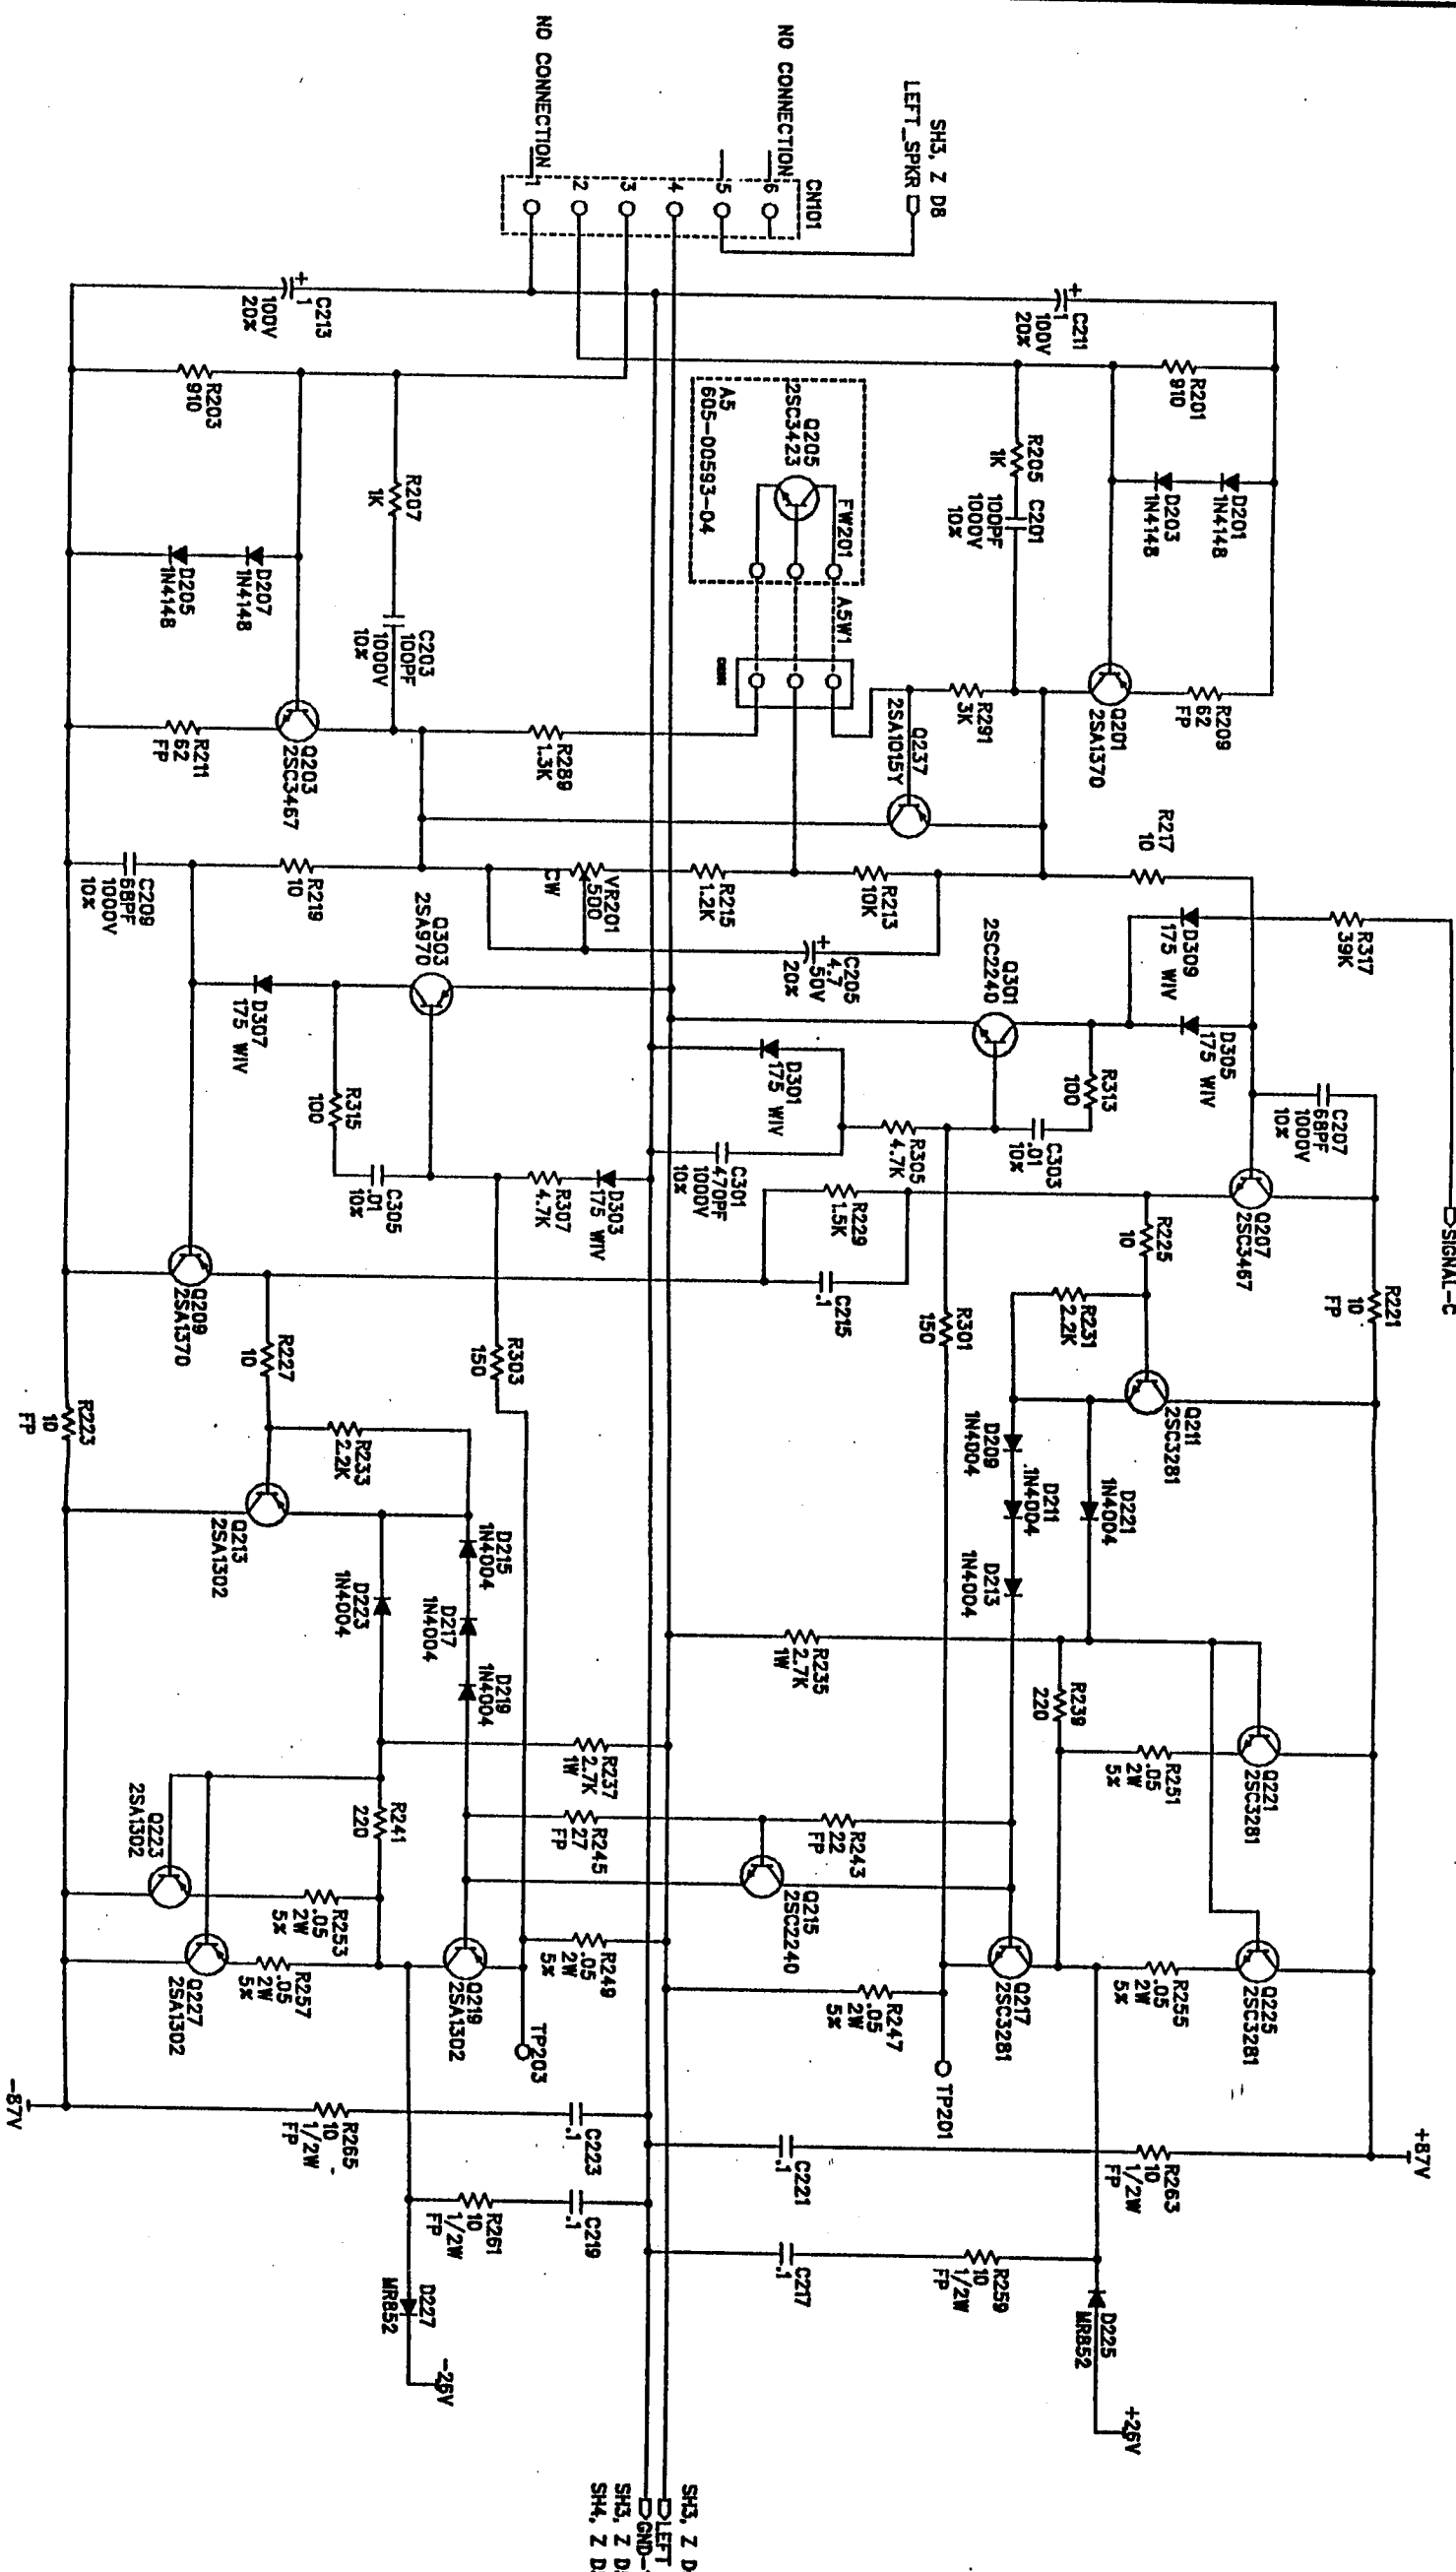 SH3, Z D8
LEFT_SPKR
NO CONNECTION
NO CONNECTION
CN101
6
5
4
3
2
1
C211
1
100V
20%
+
C213
1
100V
20%
+
R201
910
D201
1N4148
D203
1N4148
R209
62
FP
Q201
2SA1370
R205
1K
C201
100PF
1000V
10%
R291
3K
Q237
2SA1015Y
A5
605-00593-04
Q205
2SC3423
FW201
A5W1
R203
910
R207
1K
C203
100PF
1000V
10%
D207
1N4148
D205
1N4148
Q203
2SC3467
R211
62
FP
R289
1.3K
R217
10
R213
10K
R215
1.2K
VR201
500
CW
R219
10
C209
68PF
1000V
10%
C205
4.7
50V
20%
+
R317
39K
SIGNAL-C
D309
175 WIV
D305
175 WIV
Q301
2SC2240
R313
100
C303
.01
10%
C207
68PF
1000V
10%
Q207
2SC3467
D301
175 WIV
R305
4.7K
C301
470PF
1000V
10%
Q303
2SA970
D307
175 WIV
R315
100
C305
.01
10%
R307
4.7K
D303
175 WIV
Q209
2SA1370
R229
1.5K
C215
.1
R225
10
R221
10
FP
R231
2.2K
Q211
2SC3281
R301
150
R303
150
R227
10
R223
10
FP
R233
2.2K
Q213
2SA1302
D209
1N4004
D211
1N4004
D213
1N4004
D221
1N4004
D215
1N4004
D217
1N4004
D219
1N4004
D223
1N4004
R235
2.7K
1W
R237
2.7K
1W
R239
220
R241
220
R251
.05
2W
5%
Q221
2SC3281
R243
22
FP
R245
27
FP
Q215
2SC2240
Q223
2SA1302
R253
.05
2W
5%
Q225
2SC3281
R255
.05
2W
5%
Q217
2SC3281
R247
.05
2W
5%
R249
.05
2W
5%
Q219
2SA1302
R257
.05
2W
5%
Q227
2SA1302
TP201
TP203
+87V
-87V
R263
10
1/2W
FP
C221
.1
C223
.1
R265
10
1/2W
FP
R259
10
1/2W
FP
C217
.1
C219
.1
R261
10
1/2W
FP
D225
MR852
+26V
D227
MR852
-26V
SH3, Z D
LEFT
GND-
SH3, Z D
SH4, Z D